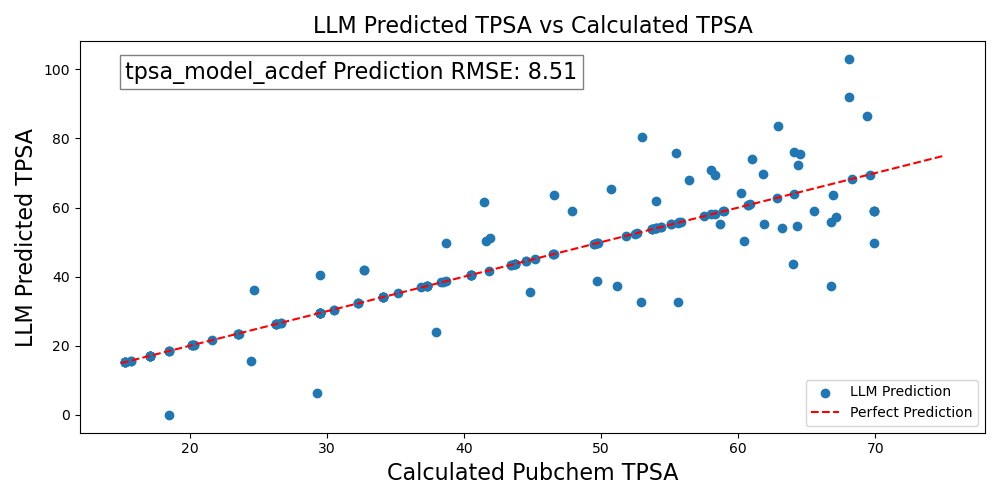 LLM Predicted TPSA vs Calculated TPSA
tpsa_model_acdef Prediction RMSE: 8.51
LLM Predicted TPSA
100
80
60
40
20
0
20
30
40
50
60
70
Calculated Pubchem TPSA
LLM Prediction
Perfect Prediction